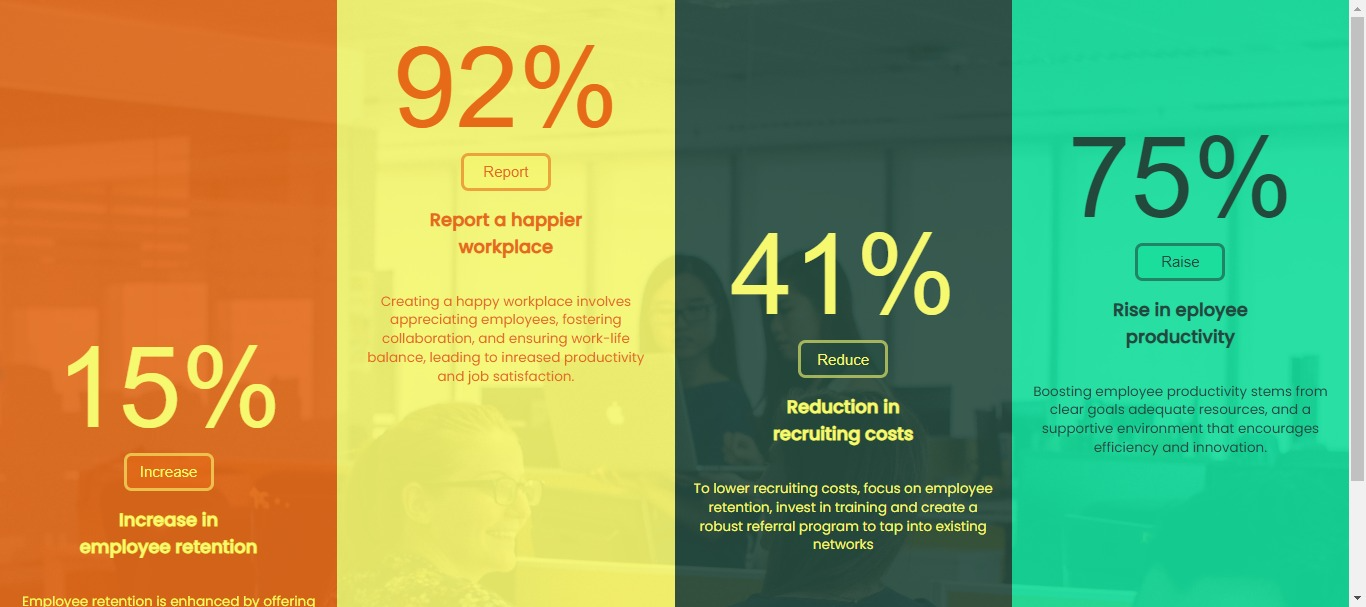 15%
Increase
Increase in
employee retention
Employee retention is enhanced by offering
92%
Report
Report a happier
workplace
Creating a happy workplace involves
appreciating employees, fostering
collaboration, and ensuring work-life
balance, leading to inreased productivity
and job satisfaction.
41%
Reduce
Reduction in
recruiting costs
To lower recruiting costs, focus on employee
retention, invest in training and create a
robust referral program to tap into existing
networks
75%
Raise
Rise in eployee
productivity
Boosting employee productivity stems from
clear goals adequate resources, and a
supportive environment that encourages
efficiency and innovation.